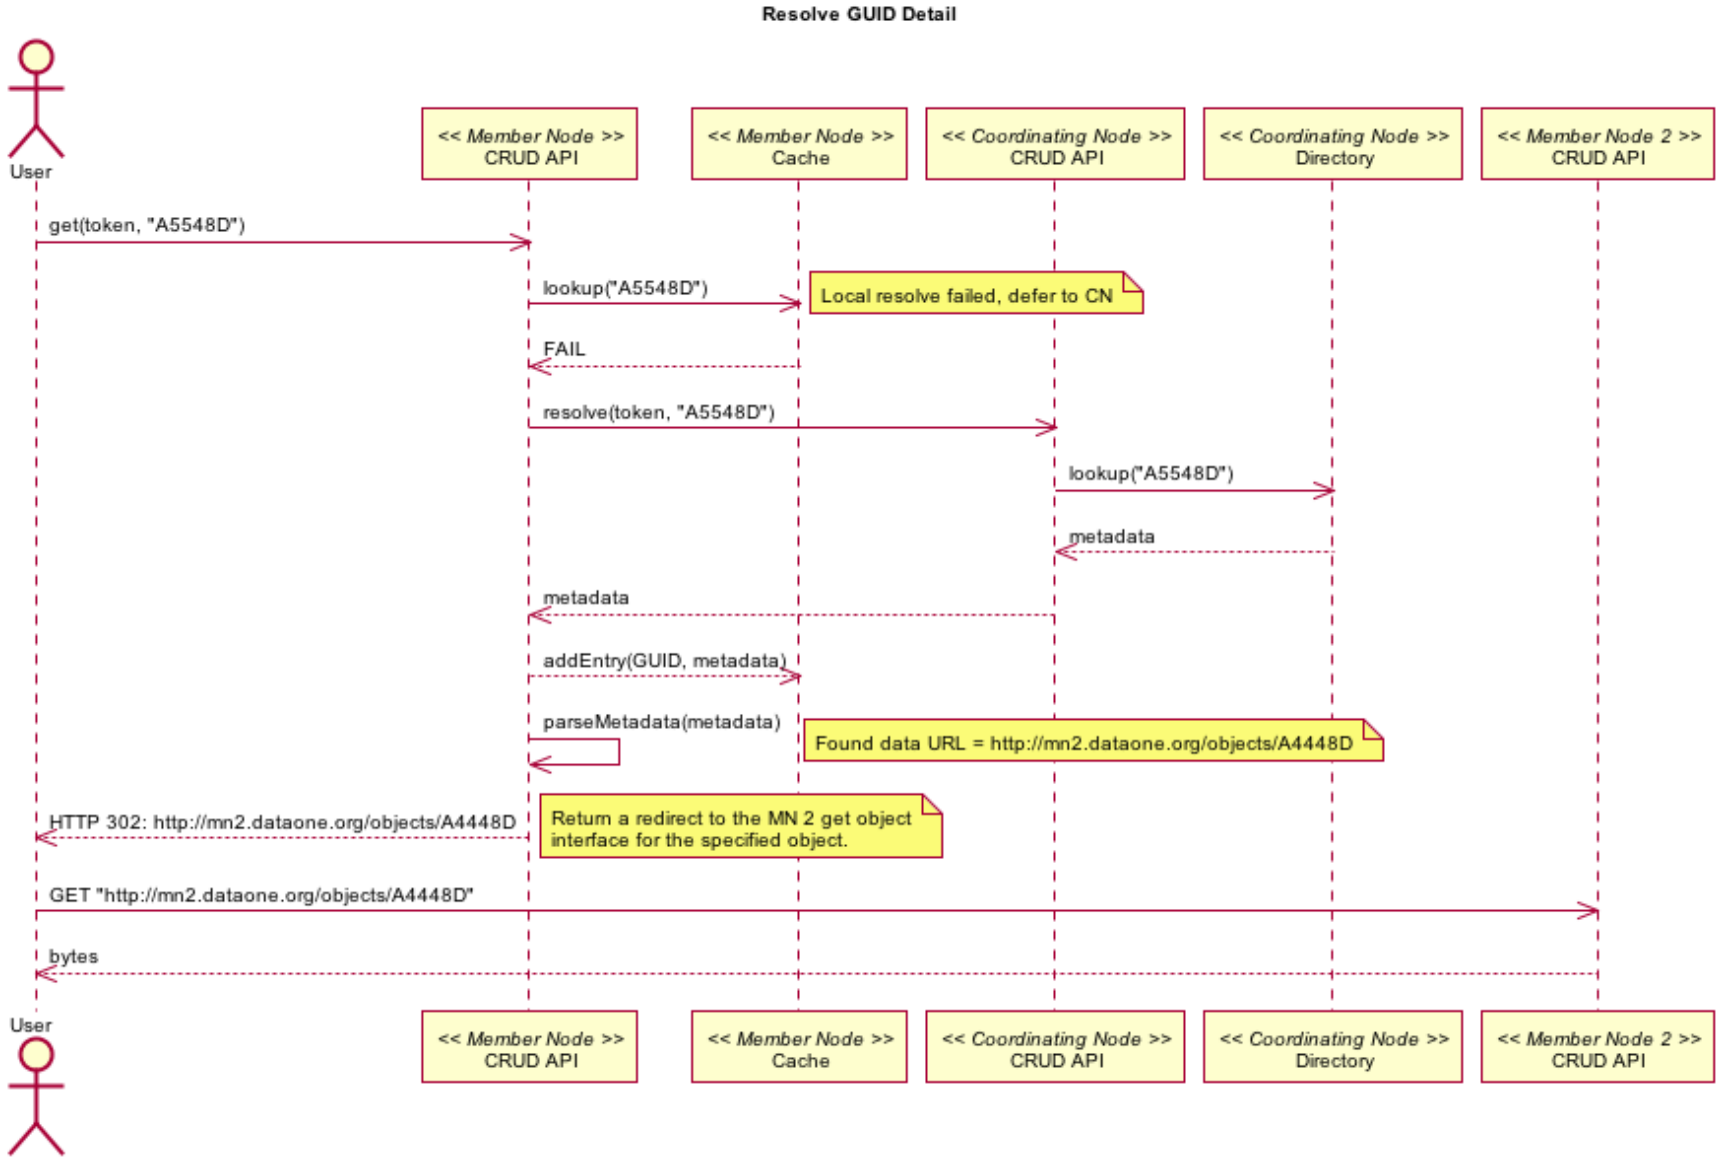 Resolve GUID Detail
User
<< Member Node >>
CRUD API
<< Member Node >>
Cache
<< Coordinating Node >>
CRUD API
<< Coordinating Node >>
Directory
<< Member Node 2 >>
CRUD API
get(token, "A5548D")
lookup("A5548D")
Local resolve failed, defer to CN
FAIL
resolve(token, "A5548D")
lookup("A5548D")
metadata
metadata
addEntry(GUID, metadata)
parseMetadata(metadata)
Found data URL = http://mn2.dataone.org/objects/A4448D
HTTP 302: http://mn2.dataone.org/objects/A4448D
Return a redirect to the MN 2 get object
interface for the specified object.
GET "http://mn2.dataone.org/objects/A4448D"
bytes
User
<< Member Node >>
CRUD API
<< Member Node >>
Cache
<< Coordinating Node >>
CRUD API
<< Coordinating Node >>
Directory
<< Member Node 2 >>
CRUD API